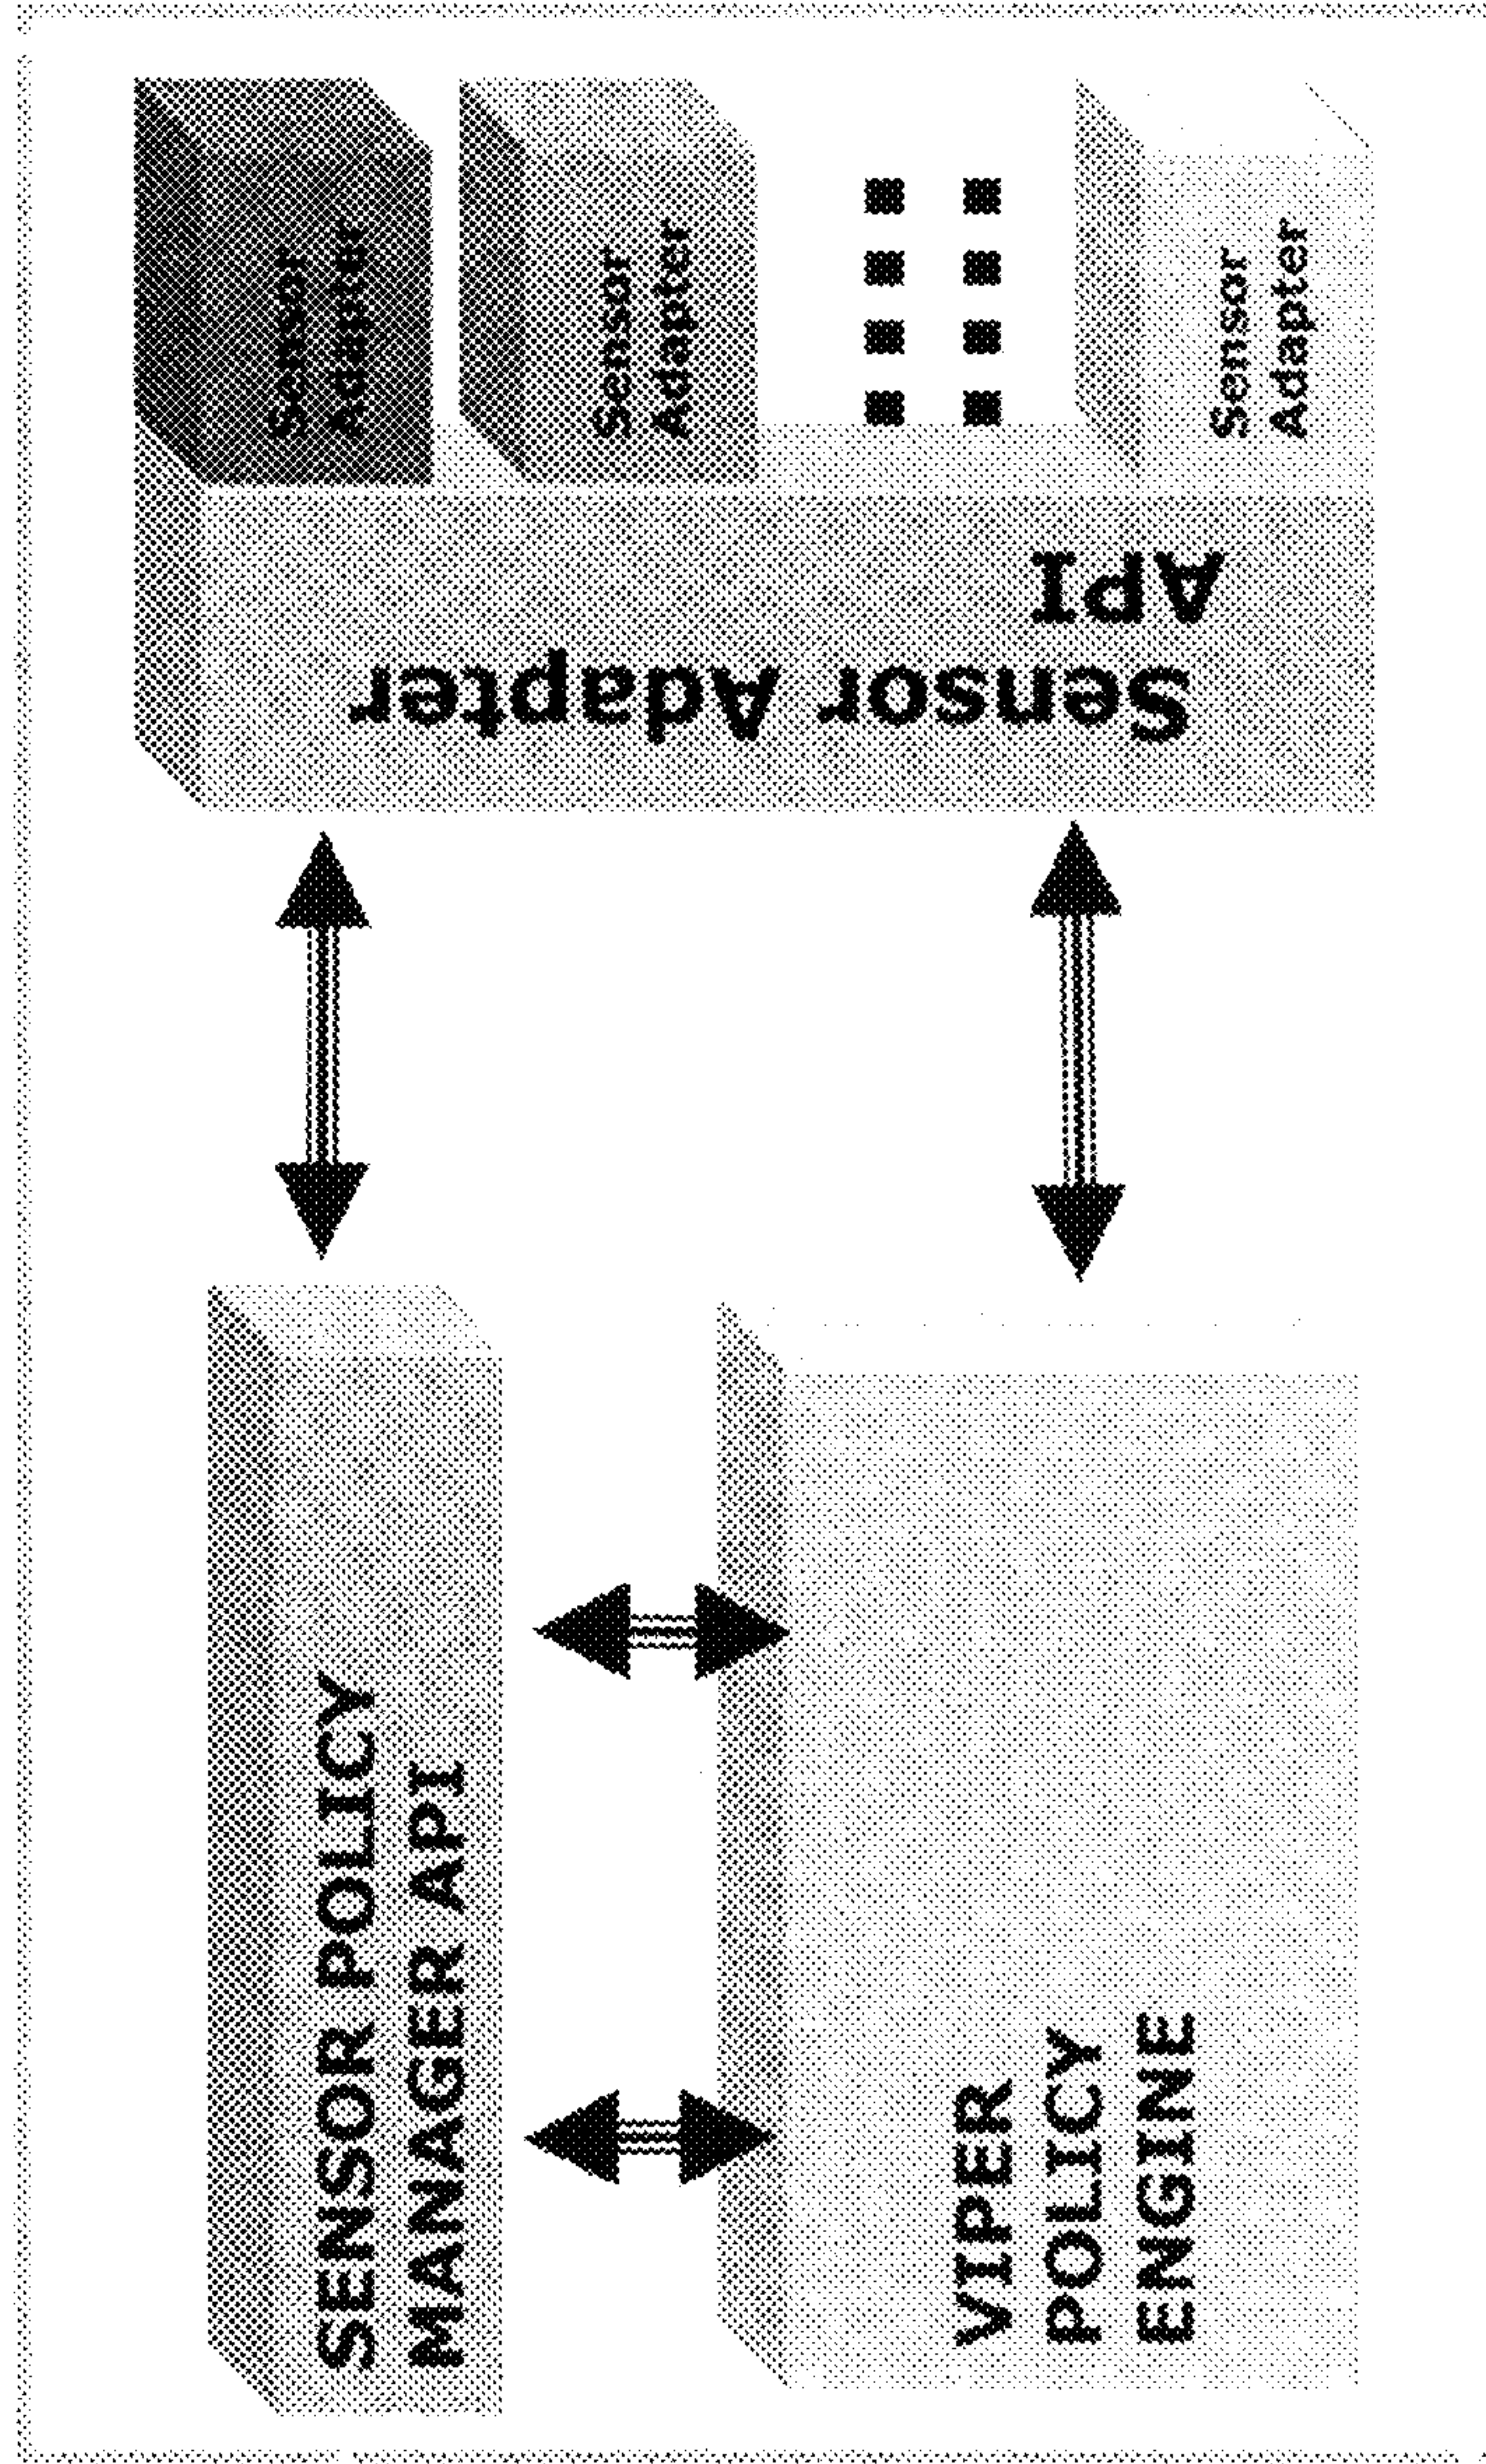 SENSOR POLICY
MANAGER API
VIPER
POLICY
ENGINE
Sensor Adapter
API
Sensor
Adapter
Sensor
Adapter
Sensor
Adapter